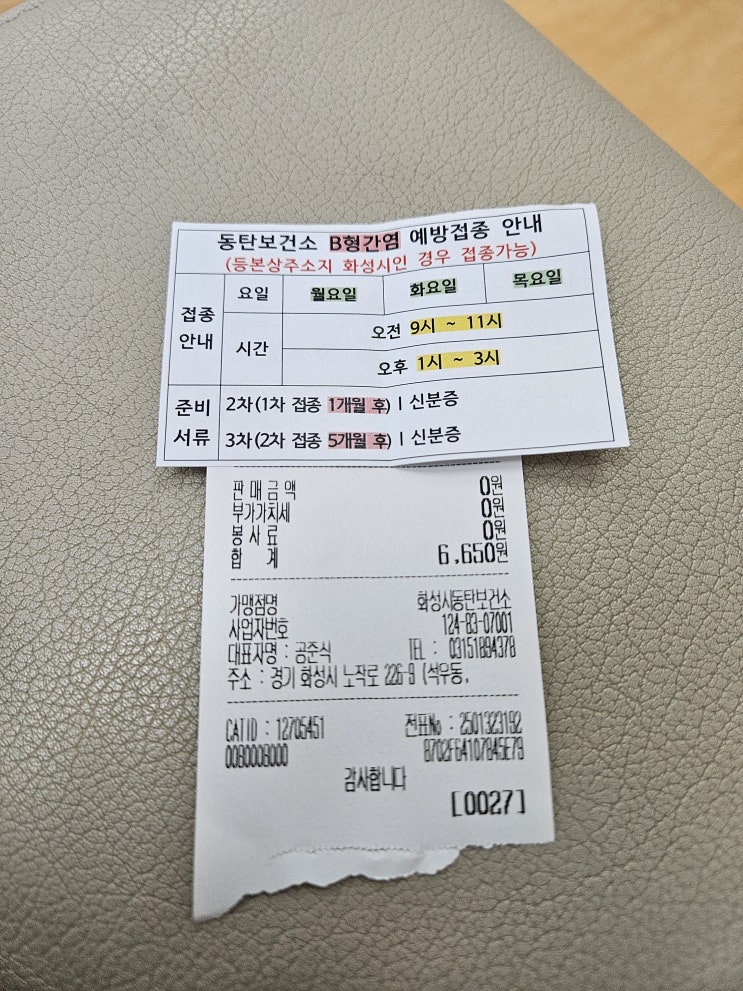 동탄보건소 B형간염 예방접종 안내
(등본상주소지 화성시인 경우 접종가능)
접종 안내
요일 월요일 화요일 목요일
시간
오전 9시 ~ 11시
오후 1시 ~ 3시
준비 서류
2차(1차 접종 1개월 후) | 신분증
3차(2차 접종 5개월 후) | 신분증
판매금액 0원
부가가치세 0원
봉사료 0원
합 계 6,650원
가맹점명 화성시동탄보건소
사업자번호 124-83-07001
대표자명 : 공준식 TEL : 03151894378
주소 : 경기 화성시 노작로 226-9 (석우동,
CATID : 12705451 전표No : 2501323192
0080008000 8702F64107845E79
감사합니다
[0027]